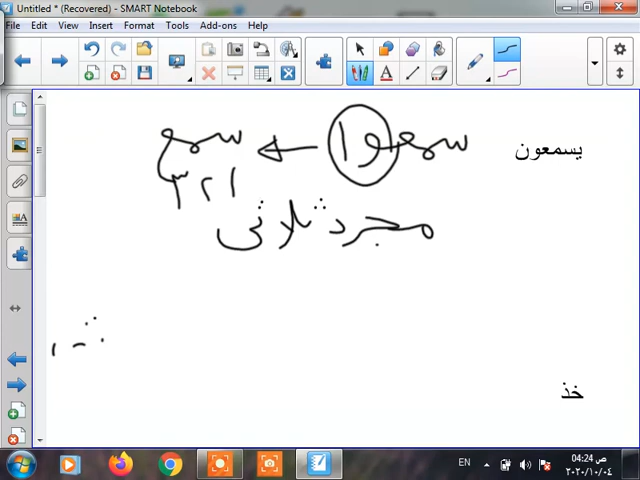 Untitled * (Recovered) - SMART Notebook
File Edit View Insert Format Tools Add-ons Help
يسمعون سمعوا ← سمع
١ ٢ ٣
مجرد ثلاثي
خذ
EN ص 04:24
٢٠٢٠/١٠/٠٤